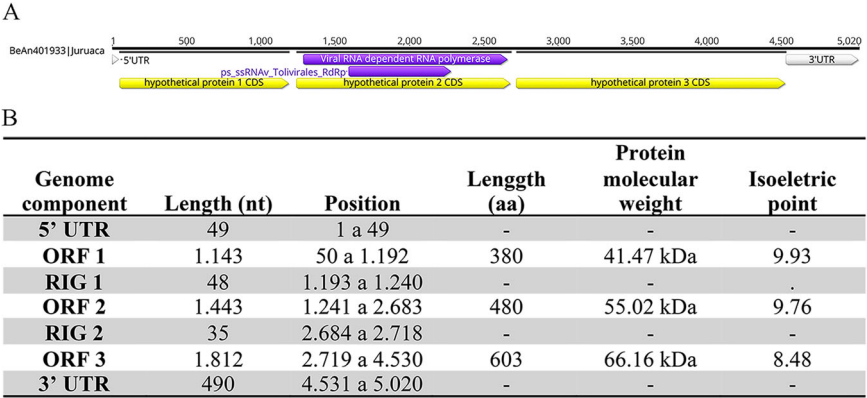 A
1 500 1,000 1,500 2,000 2,500 3,000 3,500 4,000 4,500 5,020
BeAn401933|Juruaca
5'UTR Viral RNA dependent RNA polymerase 3'UTR
ps_ssRNAv_Tolivirales_RdRp
hypothetical protein 1 CDS hypothetical protein 2 CDS hypothetical protein 3 CDS
B
Genome component Length (nt) Position Lenggth (aa) Protein molecular weight Isoeletric point
5’ UTR 49 1 a 49 - - -
ORF 1 1.143 50 a 1.192 380 41.47 kDa 9.93
RIG 1 48 1.193 a 1.240 - - .
ORF 2 1.443 1.241 a 2.683 480 55.02 kDa 9.76
RIG 2 35 2.684 a 2.718 - - -
ORF 3 1.812 2.719 a 4.530 603 66.16 kDa 8.48
3’ UTR 490 4.531 a 5.020 - - -